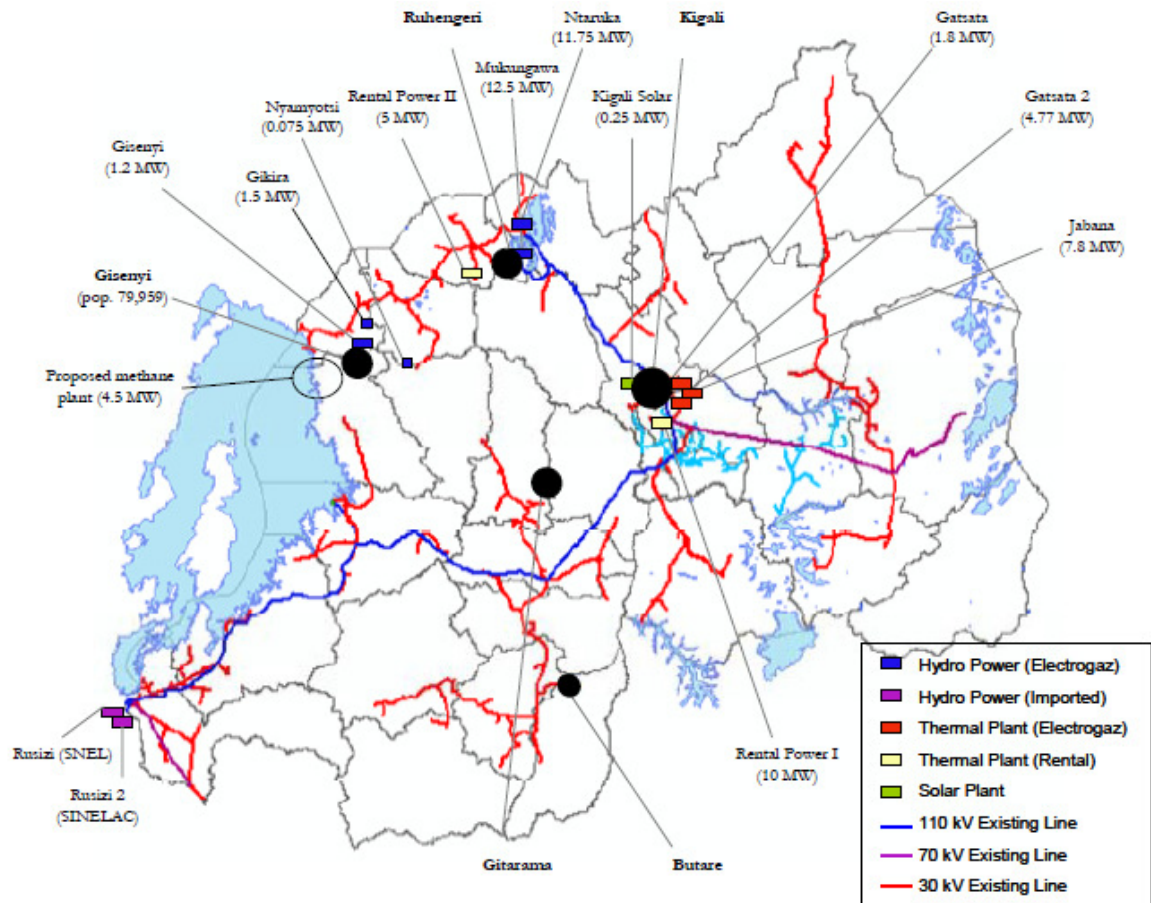 Ruhengeri
Ntaruka
(11.75 MW)
Kigali
Gatsata
(1.8 MW)
Mukungawa
(12.5 MW)
Rental Power II
(5 MW)
Kigali Solar
(0.25 MW)
Gatsata 2
(4.77 MW)
Nyamyotsi
(0.075 MW)
Gisenyi
(1.2 MW)
Gikira
(1.5 MW)
Jabana
(7.8 MW)
Gisenyi
(pop. 79,959)
Proposed methane
plant (4.5 MW)
Rusizi (SNEL)
Rusizi 2
(SINELAC)
Rental Power I
(10 MW)
Gitarama
Butare
Hydro Power (Electrogaz)
Hydro Power (Imported)
Thermal Plant (Electrogaz)
Thermal Plant (Rental)
Solar Plant
110 kV Existing Line
70 kV Existing Line
30 kV Existing Line